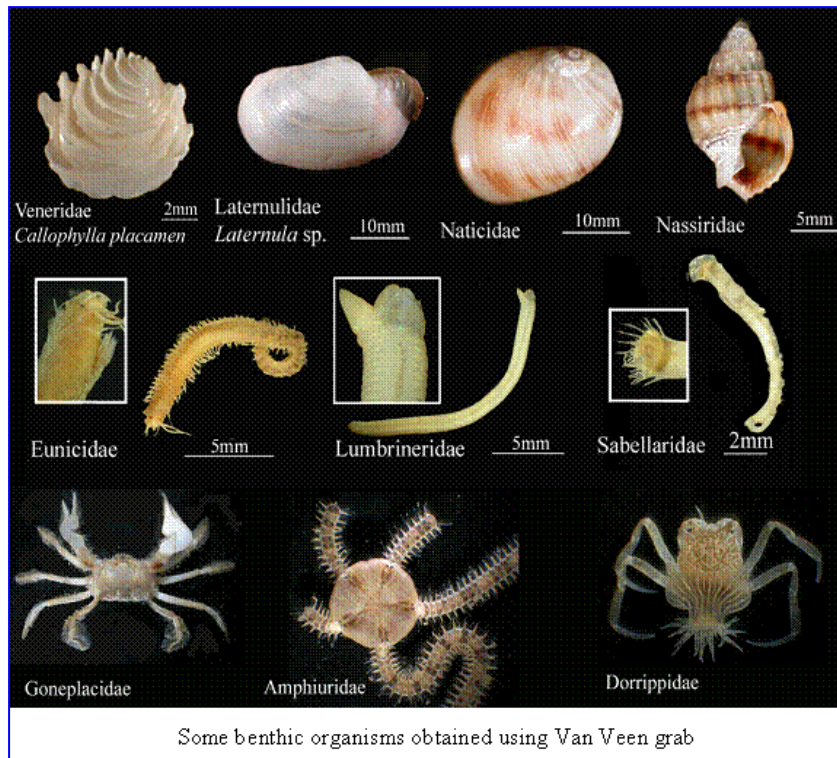 Veneridae
2mm
Callophylla placamen
Laternulidae
Laternula sp.
10mm
Naticidae
10mm
Nassiridae
5mm
Eunicidae
5mm
Lumbrineridae
5mm
Sabellaridae
2mm
Goneplacidae
Amphiuridae
Dorrippidae
Some benthic organisms obtained using Van Veen grab